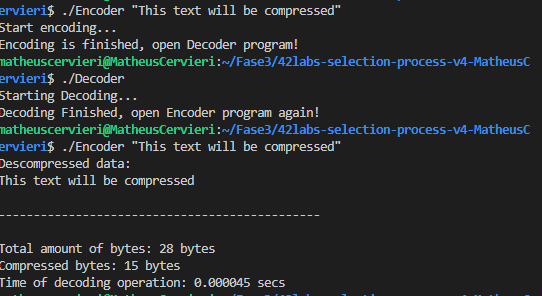 ervieri$ ./Encoder "This text will be compressed"
Start encoding...
Encoding is finished, open Decoder program!
matheuscervieri@MatheusCervieri:~/Fase3/42labs-selection-process-v4-MatheusC
ervieri$ ./Decoder
Starting Decoding...
Decoding Finished, open Encoder program again!
matheuscervieri@MatheusCervieri:~/Fase3/42labs-selection-process-v4-MatheusC
ervieri$ ./Encoder "This text will be compressed"
Descompressed data:
This text will be compressed
----------------------------------------------
Total amount of bytes: 28 bytes
Compressed bytes: 15 bytes
Time of decoding operation: 0.000045 secs